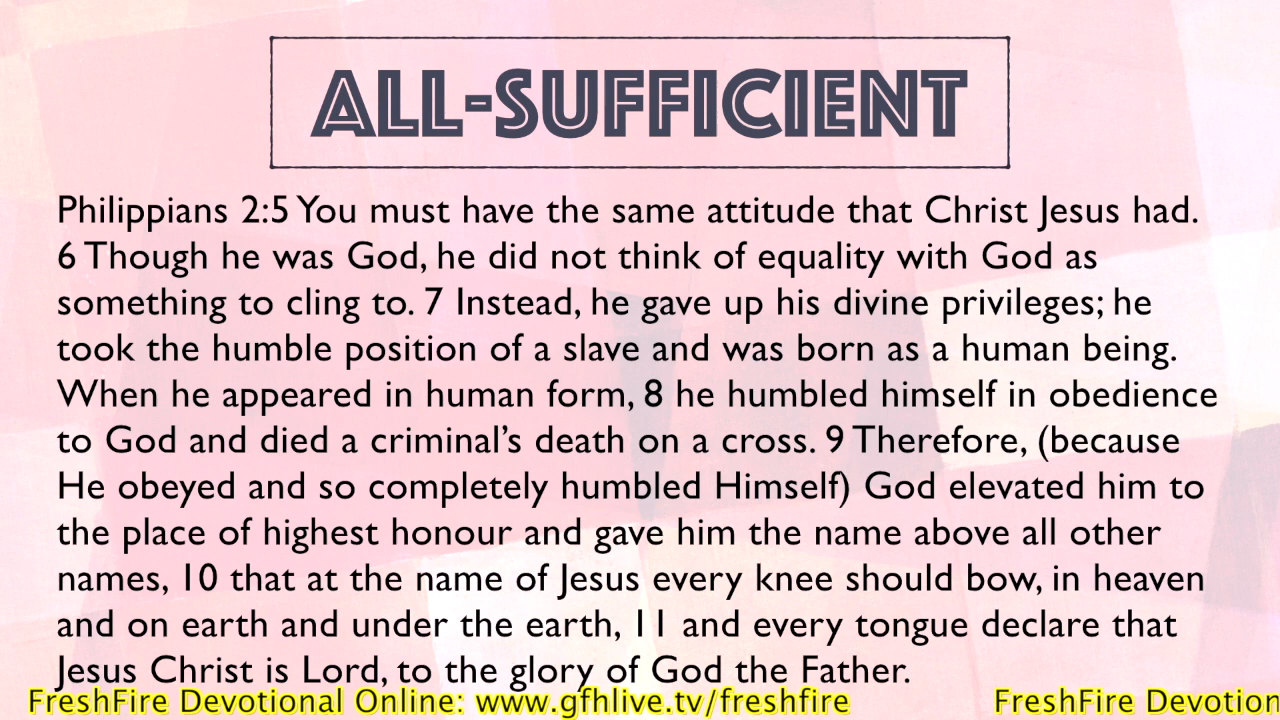 ALL-SUFFICIENT
Philippians 2:5 You must have the same attitude that Christ Jesus had.
6 Though he was God, he did not think of equality with God as
something to cling to. 7 Instead, he gave up his divine privileges; he
took the humble position of a slave and was born as a human being.
When he appeared in human form, 8 he humbled himself in obedience
to God and died a criminal’s death on a cross. 9 Therefore, (because
He obeyed and so completely humbled Himself) God elevated him to
the place of highest honour and gave him the name above all other
names, 10 that at the name of Jesus every knee should bow, in heaven
and on earth and under the earth, 11 and every tongue declare that
Jesus Christ is Lord, to the glory of God the Father.
FreshFire Devotional Online: www.gfhlive.tv/freshfire FreshFire Devotion